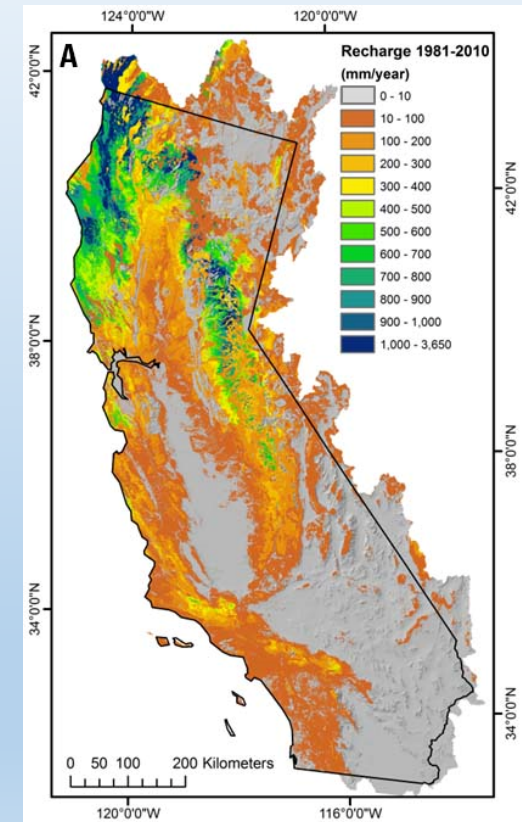 124°0'0"W
120°0'0"W
A
Recharge 1981-2010
(mm/year)
0 - 10
10 - 100
100 - 200
200 - 300
300 - 400
400 - 500
500 - 600
600 - 700
700 - 800
800 - 900
900 - 1,000
1,000 - 3,650
42°0'0"N
42°0'0"N
38°0'0"N
38°0'0"N
34°0'0"N
34°0'0"N
0 50 100 200 Kilometers
120°0'0"W
116°0'0"W